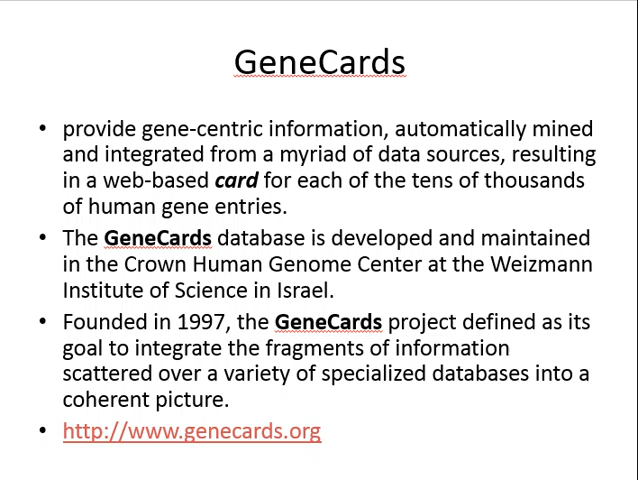 GeneCards
• provide gene-centric information, automatically mined
and integrated from a myriad of data sources, resulting
in a web-based card for each of the tens of thousands
of human gene entries.
• The GeneCards database is developed and maintained
in the Crown Human Genome Center at the Weizmann
Institute of Science in Israel.
• Founded in 1997, the GeneCards project defined as its
goal to integrate the fragments of information
scattered over a variety of specialized databases into a
coherent picture.
• http://www.genecards.org